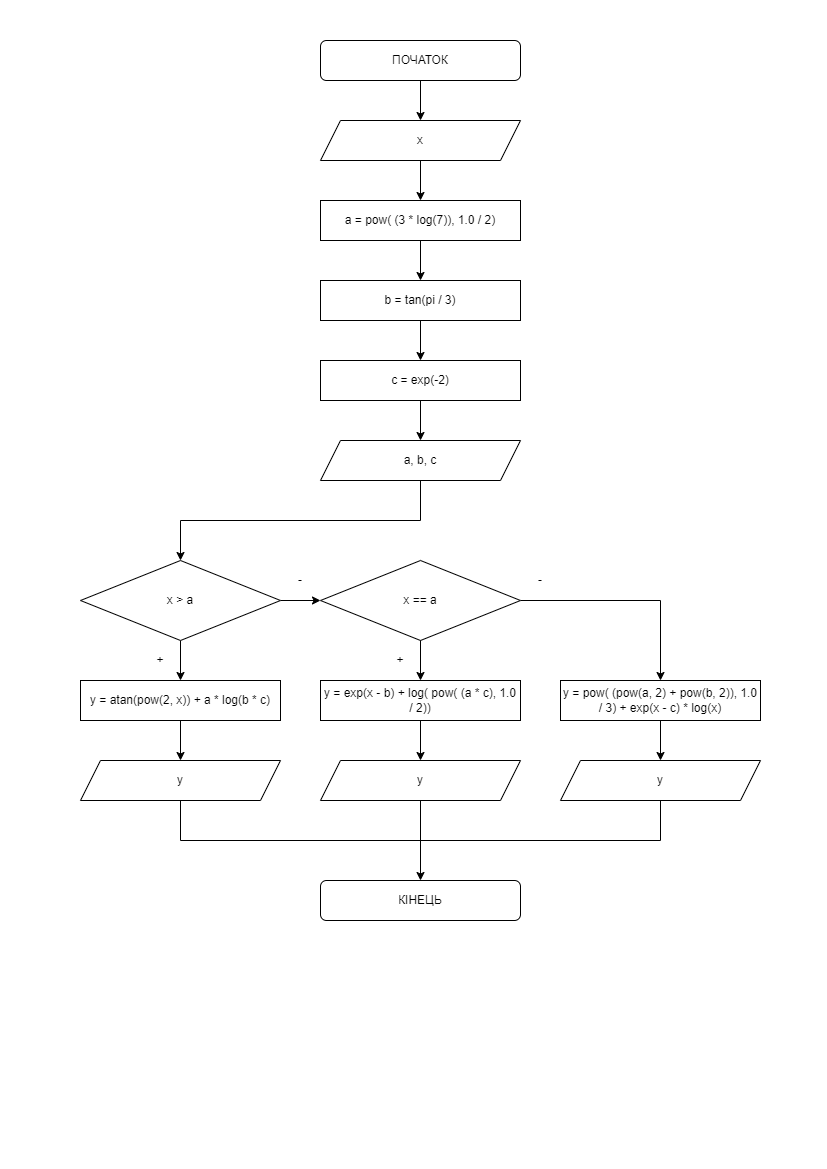 ПОЧАТОК
x
a = pow( (3 * log(7)), 1.0 / 2)
b = tan(pi / 3)
c = exp(-2)
a, b, c
x > a
-
x == a
-
+
+
y = atan(pow(2, x)) + a * log(b * c)
y = exp(x - b) + log( pow( (a * c), 1.0
/ 2))
y = pow( (pow(a, 2) + pow(b, 2)), 1.0
/ 3) + exp(x - c) * log(x)
y
y
y
КІНЕЦЬ